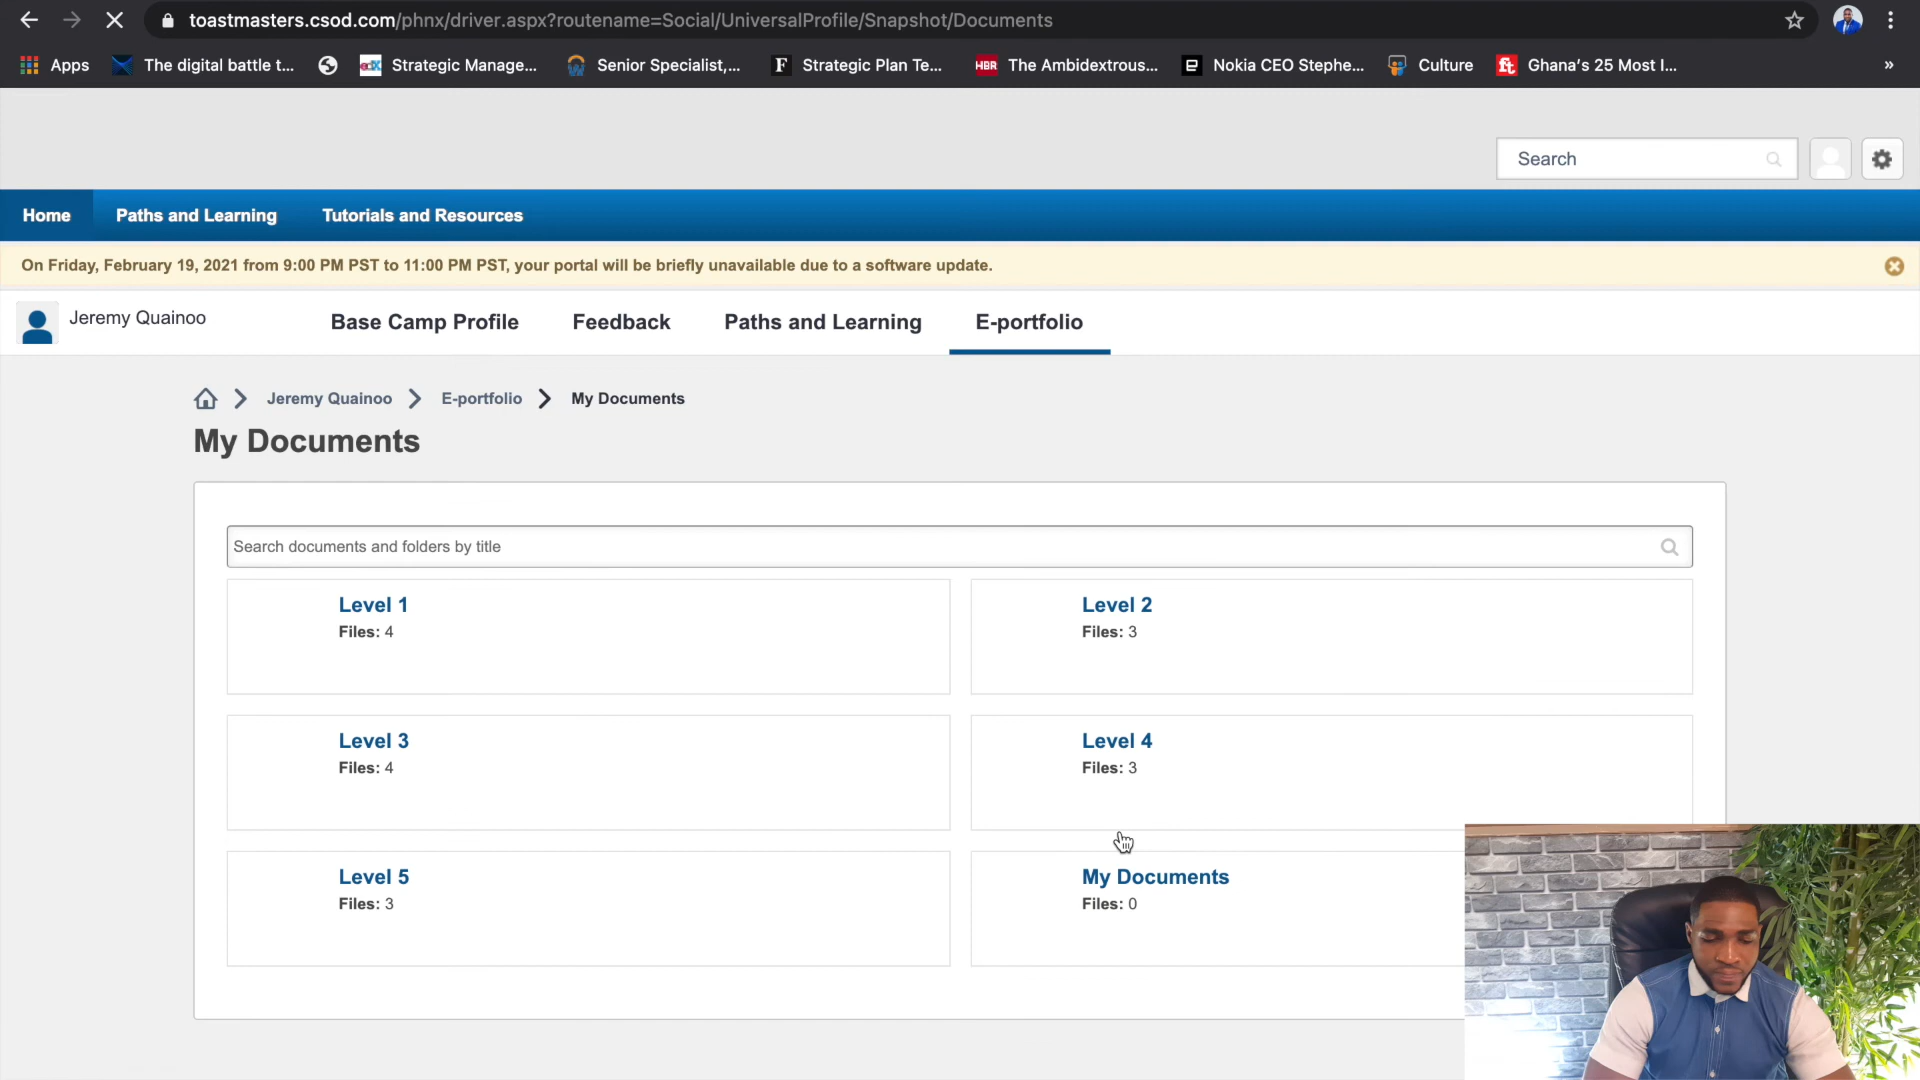 toastmasters.csod.com/phnx/driver.aspx?routename=Social/UniversalProfile/Snapshot/Documents
Apps The digital battle t... edX Strategic Manage... Senior Specialist,... F Strategic Plan Te... HBR The Ambidextrous... Nokia CEO Stephe... Culture ft Ghana's 25 Most I... »
Search
Home Paths and Learning Tutorials and Resources
On Friday, February 19, 2021 from 9:00 PM PST to 11:00 PM PST, your portal will be briefly unavailable due to a software update.
Jeremy Quainoo Base Camp Profile Feedback Paths and Learning E-portfolio
Jeremy Quainoo E-portfolio My Documents
My Documents
Search documents and folders by title
Level 1 Level 2
Files: 4 Files: 3
Level 3 Level 4
Files: 4 Files: 3
Level 5 My Documents
Files: 3 Files: 0